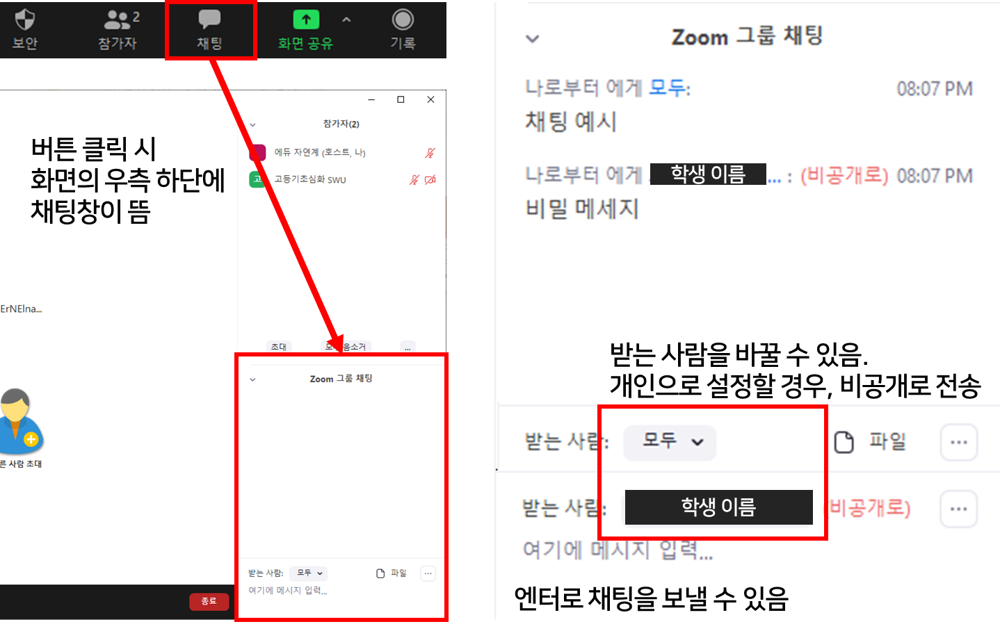 보안
참가자
2
채팅
화면 공유
기록
버튼 클릭 시
화면의 우측 하단에
채팅창이 뜸
참가자(2)
에듀 자연계 (호스트, 나)
고
고등기초심화 SWU
ErNElna...
른 사람 초대
초대
음소거
...
Zoom 그룹 채팅
받는 사람:
모두
파일
...
여기에 메시지 입력...
종료
Zoom 그룹 채팅
나로부터 에게 모두:
08:07 PM
채팅 예시
나로부터 에게 학생 이름 ... : (비공개로) 08:07 PM
비밀 메세지
받는 사람을 바꿀 수 있음.
개인으로 설정할 경우, 비공개로 전송
받는 사람: 모두
파일
...
받는 사람: 학생 이름 (비공개로)
...
여기에 메시지 입력...
엔터로 채팅을 보낼 수 있음